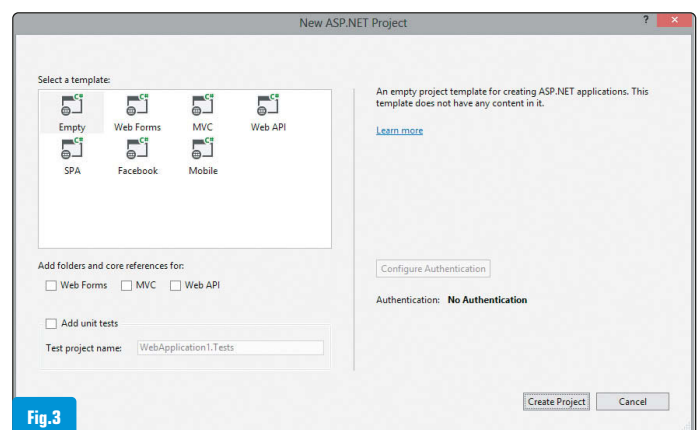 New ASP.NET Project
?
×
Select a template:
C# C# C# C#
Empty Web Forms MVC Web API
C# C# C#
SPA Facebook Mobile
An empty project template for creating ASP.NET applications. This
template does not have any content in it.
Learn more
Add folders and core references for:
Web Forms MVC Web API
Add unit tests
Test project name: WebApplication1.Tests
Configure Authentication
Authentication: No Authentication
Create Project Cancel
Fig.3